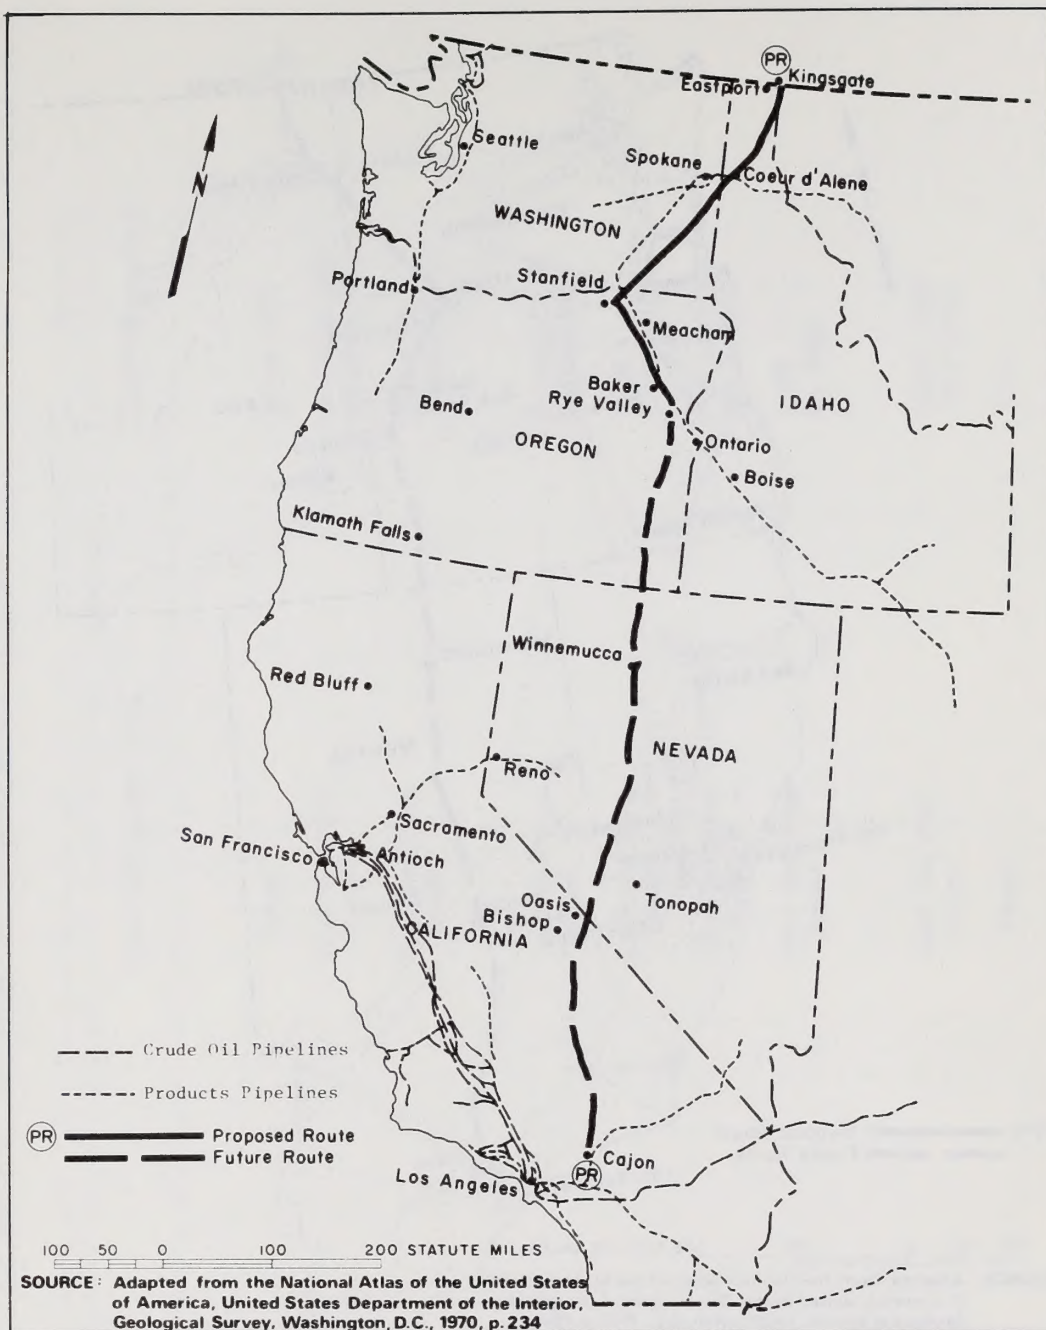 PR
Kingsgate
Eastport
N
Seattle
Spokane
Coeur d'Alene
WASHINGTON
Stanfield
Portland
Meacham
Baker
IDAHO
Rye Valley
Bend
OREGON
Ontario
Boise
Klamath Falls
Winnemucca
Red Bluff
NEVADA
Reno
Sacramento
San Francisco
Antioch
Oasis
Tonopah
Bishop
CALIFORNIA
Crude Oil Pipelines
Products Pipelines
PR Proposed Route
Future Route
Cajon
PR
Los Angeles
100 50 0 100 200 STATUTE MILES
SOURCE: Adapted from the National Atlas of the United States
of America, United States Department of the Interior,
Geological Survey, Washington, D.C., 1970, p. 234